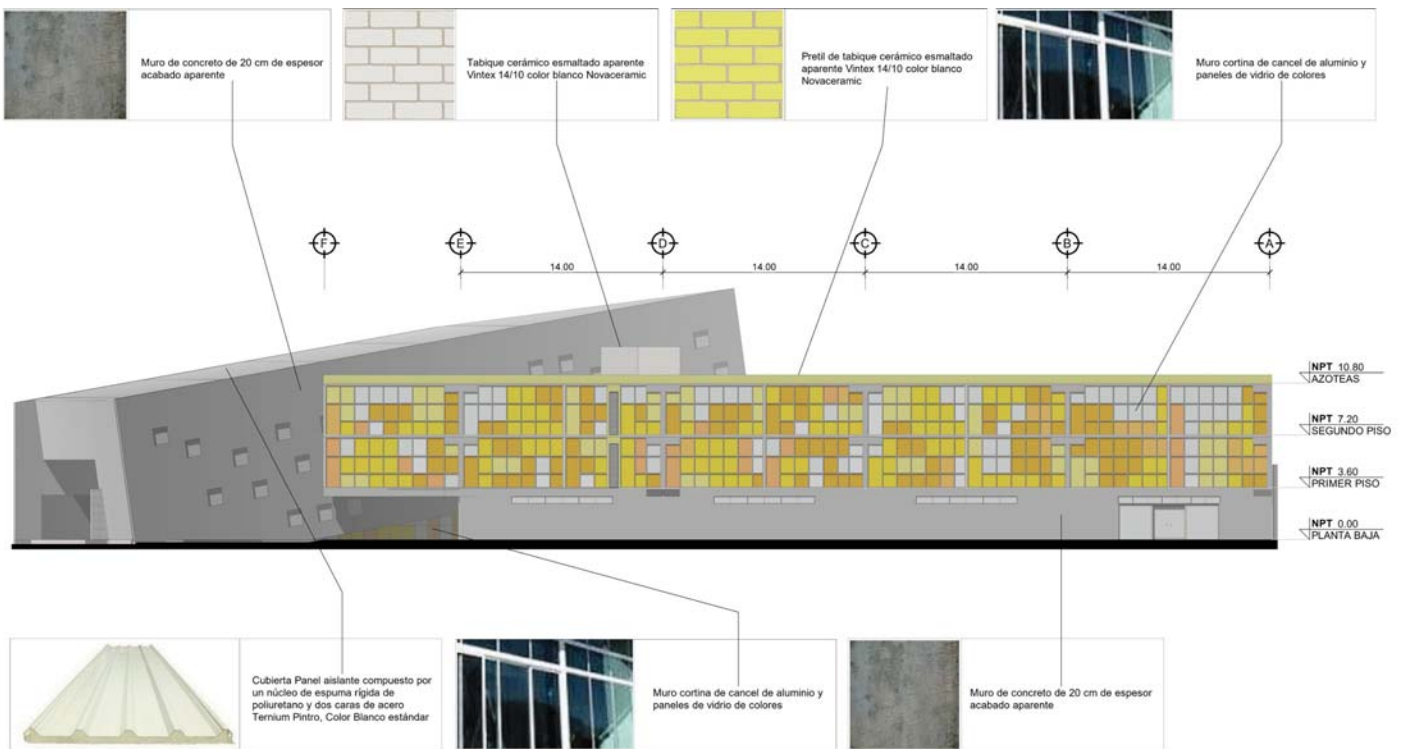 Muro de concreto de 20 cm de espesor
acabado aparente
Tabique cerámico esmaltado aparente
Vintex 14/10 color blanco Novaceramic
Pretil de tabique cerámico esmaltado
aparente Vintex 14/10 color blanco
Novaceramic
Muro cortina de cancel de aluminio y
paneles de vidrio de colores
F
E
D
C
B
A
14.00
14.00
14.00
14.00
NPT 10.80
AZOTEAS
NPT 7.20
SEGUNDO PISO
NPT 3.60
PRIMER PISO
NPT 0.00
PLANTA BAJA
Cubierta Panel aislante compuesto por
un núcleo de espuma rígida de
poliuretano y dos caras de acero
Ternium Pintro, Color Blanco estándar
Muro cortina de cancel de aluminio y
paneles de vidrio de colores
Muro de concreto de 20 cm de espesor
acabado aparente